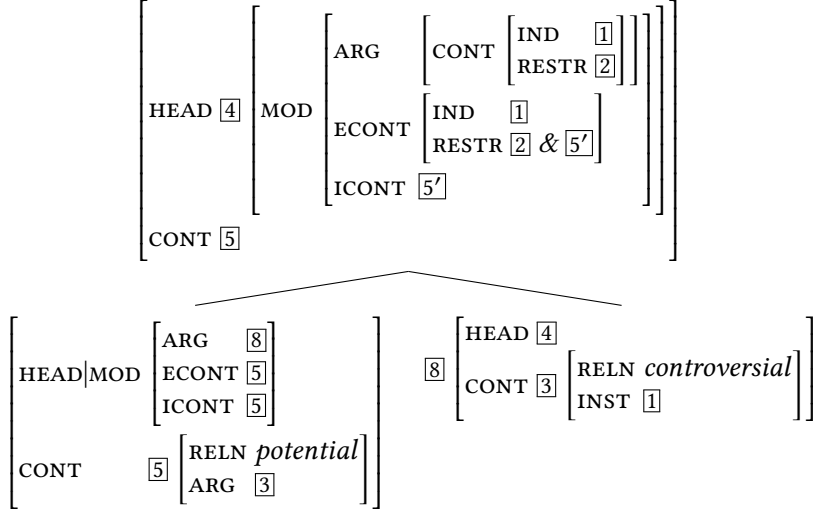 ARG CONT IND 1
RESTR 2
HEAD 4 MOD ECONT IND 1
RESTR 2 & 5′
ICONT 5′
CONT 5
HEAD|MOD ARG 8
ECONT 5
ICONT 5
CONT 5 RELN potential
ARG 3
8 HEAD 4
CONT 3 RELN controversial
INST 1